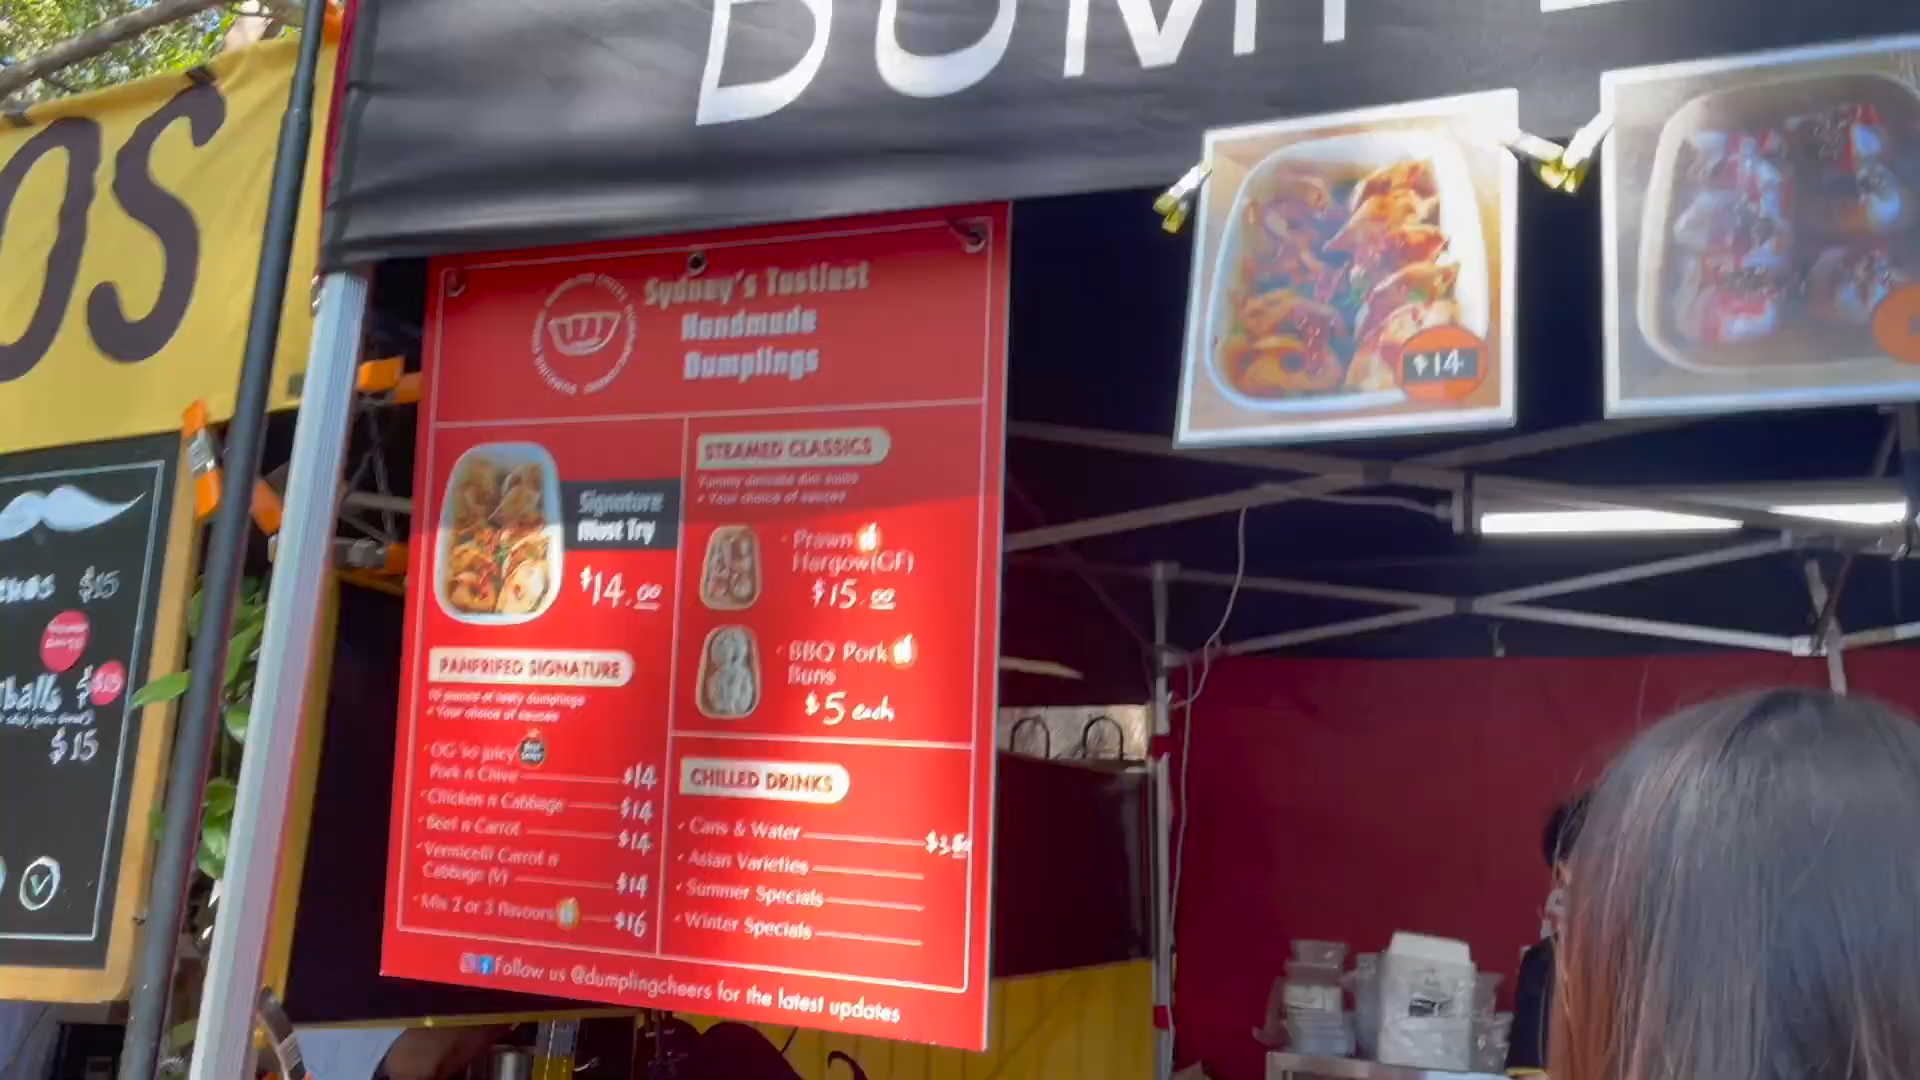 DUMP
OS
$14
Sydney's Tastiest
Handmade
Dumplings
Signature
Must Try
$14.00
STEAMED CLASSICS
Yummy delicate dim sums
• Your choice of sauces
• Prawn
Hargow(GF)
$15.00
• BBQ Pork
Buns
$5 each
PANFRIED SIGNATURE
pieces of tasty dumplings
• Your choice of sauces
• OG 'so juicy'
Pork n Chive $14
• Chicken n Cabbage $14
• Beef n Carrot $14
• Vermicelli Carrot n
Cabbage (V) $14
• Mix 2 or 3 flavours $16
CHILLED DRINKS
• Cans & Water
• Asian Varieties
• Summer Specials
• Winter Specials
Follow us @dumplingcheers for the latest updates
$15
balls
$15
$15